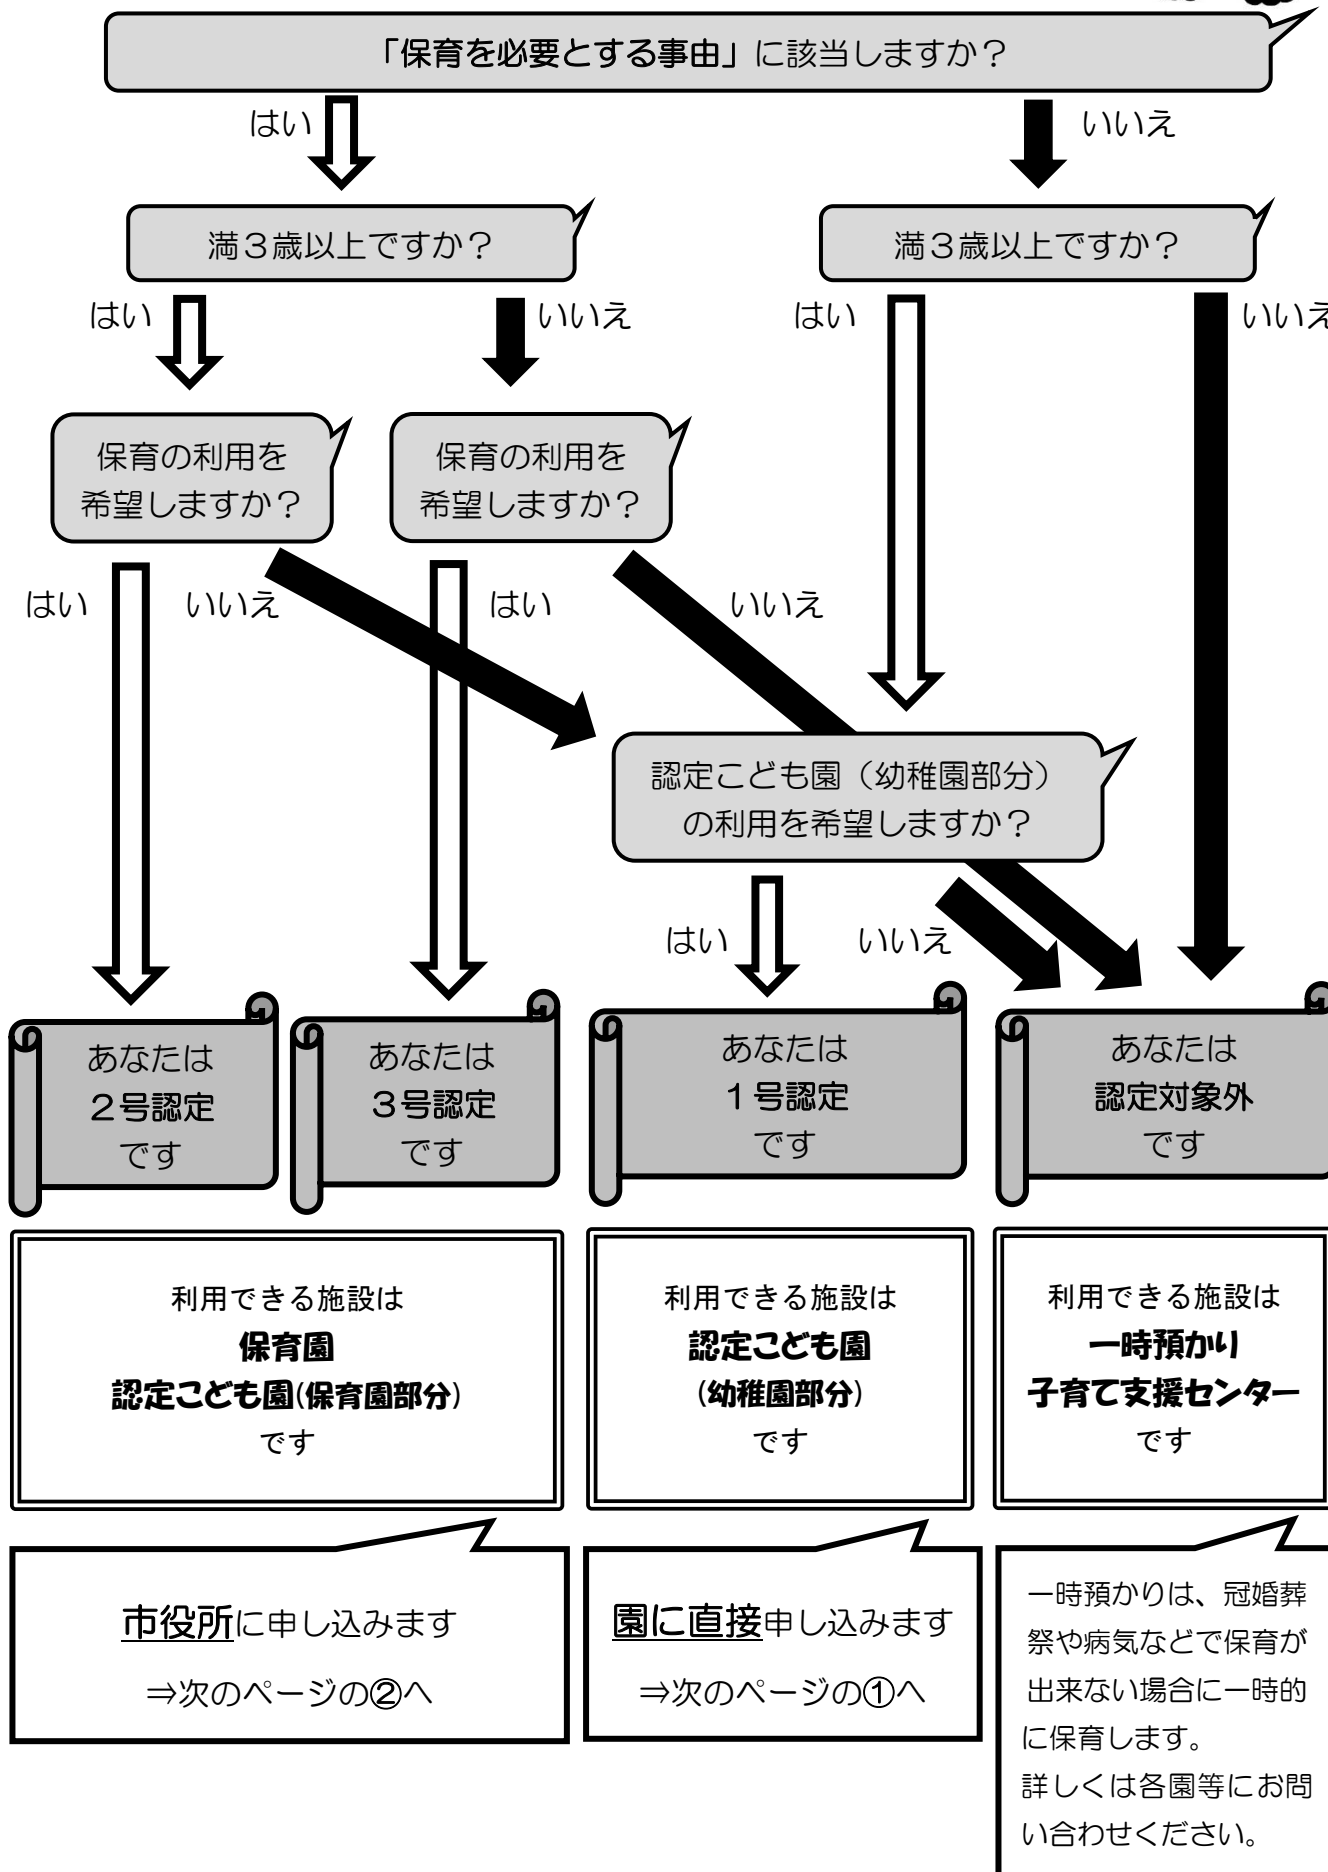 「保育を必要とする事由」に該当しますか？
はい
いいえ
満３歳以上ですか？
満３歳以上ですか？
はい
いいえ
はい
いいえ
保育の利用を
希望しますか？
保育の利用を
希望しますか？
はい
いいえ
はい
いいえ
認定こども園（幼稚園部分）
の利用を希望しますか？
はい
いいえ
あなたは
２号認定
です
あなたは
３号認定
です
あなたは
１号認定
です
あなたは
認定対象外
です
利用できる施設は
保育園
認定こども園(保育園部分)
です
利用できる施設は
認定こども園
(幼稚園部分)
です
利用できる施設は
一時預かり
子育て支援センター
です
市役所に申し込みます
⇒次のページの②へ
園に直接申し込みます
⇒次のページの①へ
一時預かりは、冠婚葬
祭や病気などで保育が
出来ない場合に一時的
に保育します。
詳しくは各園等にお問
い合わせください。